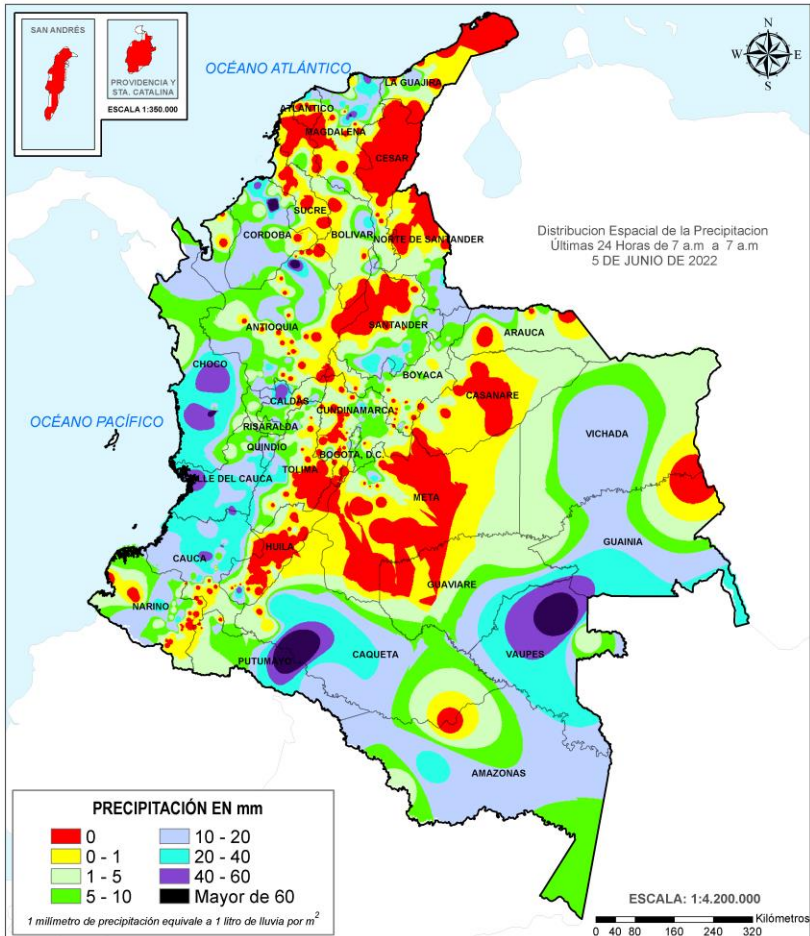 SAN ANDRÉS
PROVIDENCIA Y
STA. CATALINA
ESCALA 1:350.000
N
W
E
S
OCÉANO ATLÁNTICO
LA GUAJIRA
ATLANTICO
MAGDALENA
CESAR
SUCRE
CORDOBA
BOLIVAR
NORTE DE SANTANDER
Distribucion Espacial de la Precipitacion
Últimas 24 Horas de 7 a.m a 7 a.m
5 DE JUNIO DE 2022
ANTIOQUIA
SANTANDER
ARAUCA
CHOCO
BOYACA
CASANARE
CALDAS
CUNDINAMARCA
OCÉANO PACÍFICO
RISARALDA
VICHADA
QUINDIO
BOGOTA, D.C.
TOLIMA
VALLE DEL CAUCA
META
GUAINIA
HUILA
CAUCA
GUAVIARE
NARINO
CAQUETA
VAUPES
PUTUMAYO
AMAZONAS
PRECIPITACIÓN EN mm
0
0 - 1
1 - 5
5 - 10
10 - 20
20 - 40
40 - 60
Mayor de 60
1 milímetro de precipitación equivale a 1 litro de lluvia por m²
ESCALA: 1:4.200.000
Kilómetros
0 40 80 160 240 320